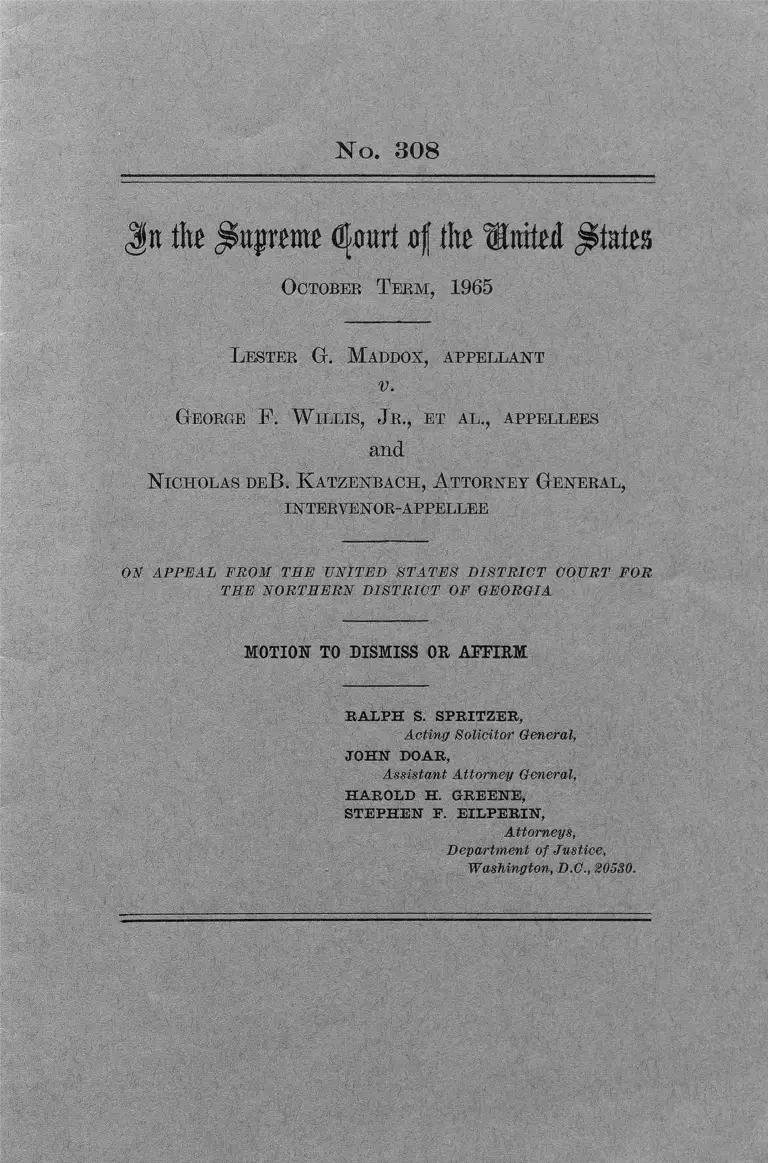 No. 308
In the Supreme Court of the United States
OCTOBER TERM, 1965
LESTER G. MADDOX, APPELLANT
v.
GEORGE F. WILLIS, JR., ET AL., APPELLEES
and
NICHOLAS DEB. KATZENBACH, ATTORNEY GENERAL,
INTERVENOR-APPELLEE
ON APPEAL FROM THE UNITED STATES DISTRICT COURT FOR
THE NORTHERN DISTRICT OF GEORGIA
MOTION TO DISMISS OR AFFIRM
RALPH S. SPRITZER,
Acting Solicitor General,
JOHN DOAR,
Assistant Attorney General,
HAROLD H. GREENE,
STEPHEN F. EILPERIN,
Attorneys,
Department of Justice,
Washington, D.C., 20530.